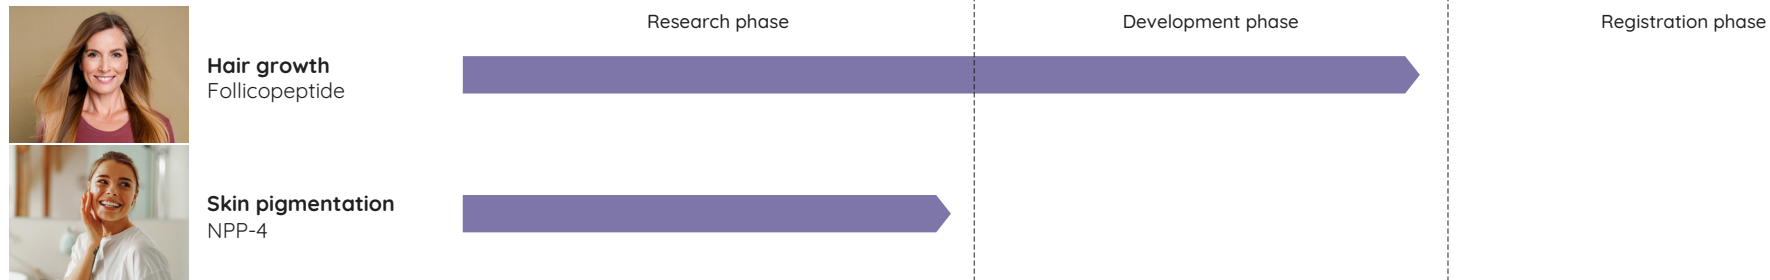 Research phase
Development phase
Registration phase
Hair growth
Follicopeptide
Skin pigmentation
NPP-4